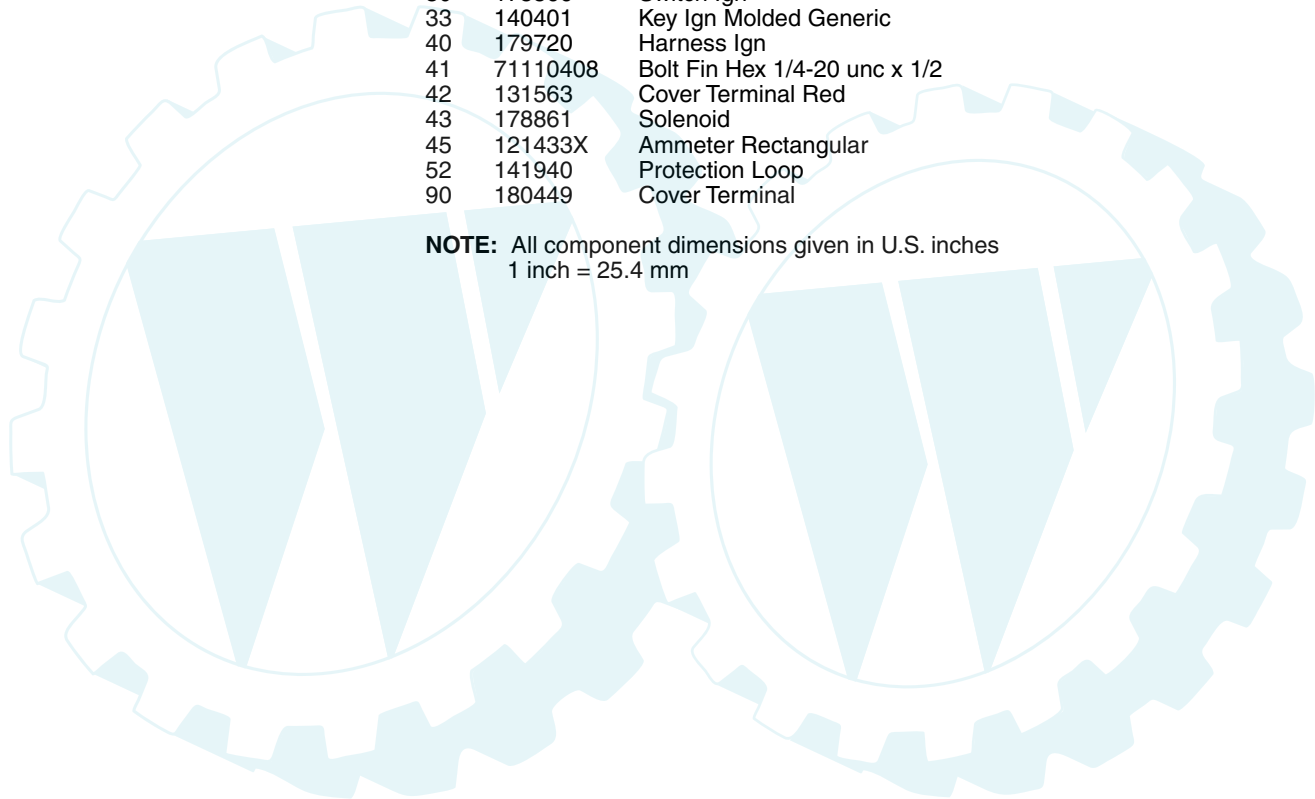 33 140401 Key Ign Molded Generic
40 179720 Harness Ign
41 71110408 Bolt Fin Hex 1/4-20 unc x 1/2
42 131563 Cover Terminal Red
43 178861 Solenoid
45 121433X Ammeter Rectangular
52 141940 Protection Loop
90 180449 Cover Terminal
NOTE: All component dimensions given in U.S. inches
1 inch = 25.4 mm